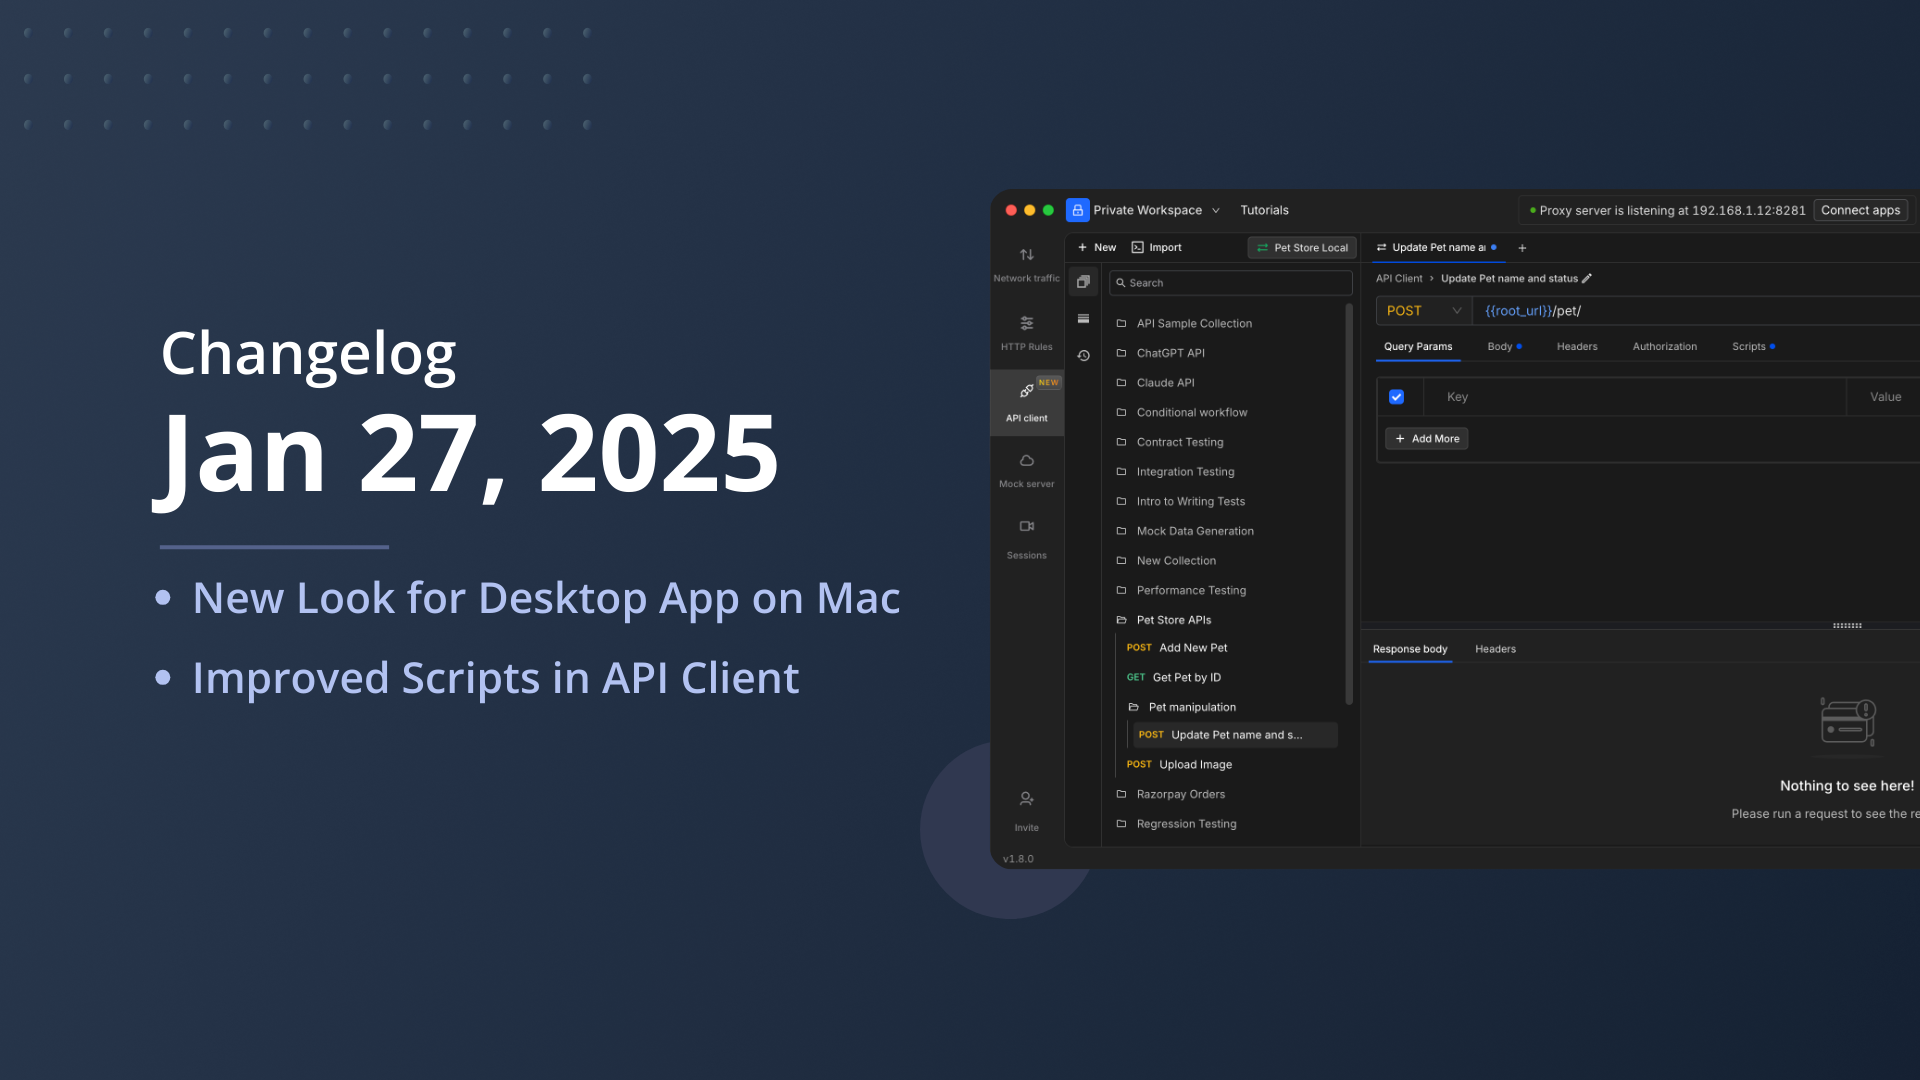 Changelog
Jan 27, 2025
• New Look for Desktop App on Mac
• Improved Scripts in API Client
Private Workspace
Tutorials
Proxy server is listening at 192.168.1.12:8281
Connect apps
Network traffic
HTTP Rules
NEW
API client
Mock server
Sessions
Invite
v1.8.0
+ New
Import
Pet Store Local
Search
API Sample Collection
ChatGPT API
Claude API
Conditional workflow
Contract Testing
Integration Testing
Intro to Writing Tests
Mock Data Generation
New Collection
Performance Testing
Pet Store APIs
POST Add New Pet
GET Get Pet by ID
Pet manipulation
POST Update Pet name and s...
POST Upload Image
Razorpay Orders
Regression Testing
Update Pet name a
+
API Client > Update Pet name and status
POST
{{root_url}}/pet/
Query Params
Body
Headers
Authorization
Scripts
Key
Value
+ Add More
Response body
Headers
Nothing to see here!
Please run a request to see the re